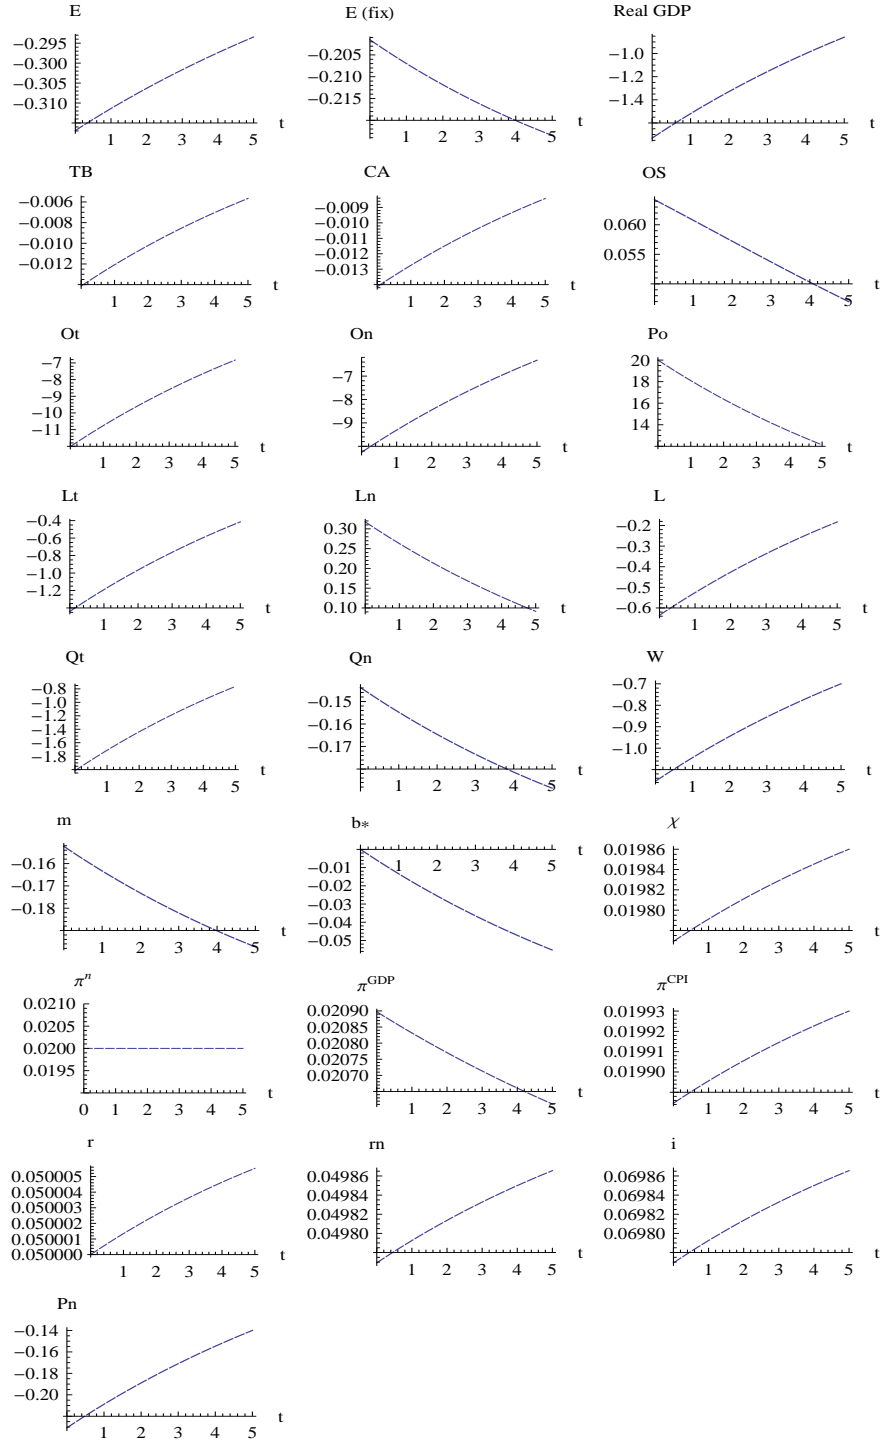 E E (fix) Real GDP
−0.295 −0.300 −0.305 −0.310 1 2 3 4 5 t
−0.205 −0.210 −0.215 1 2 3 4 5 t
−1.0 −1.2 −1.4 1 2 3 4 5 t
TB CA OS
−0.006 −0.008 −0.010 −0.012 1 2 3 4 5 t
−0.009 −0.010 −0.011 −0.012 −0.013 1 2 3 4 5 t
0.060 0.055 1 2 3 4 5 t
Ot On Po
−7 −8 −9 −10 −11 1 2 3 4 5 t
−7 −8 −9 1 2 3 4 5 t
20 18 16 14 1 2 3 4 5 t
Lt Ln L
−0.4 −0.6 −0.8 −1.0 −1.2 1 2 3 4 5 t
0.30 0.25 0.20 0.15 0.10 1 2 3 4 5 t
−0.2 −0.3 −0.4 −0.5 −0.6 1 2 3 4 5 t
Qt Qn W
−0.8 −1.0 −1.2 −1.4 −1.6 −1.8 1 2 3 4 5 t
−0.15 −0.16 −0.17 1 2 3 4 5 t
−0.7 −0.8 −0.9 −1.0 1 2 3 4 5 t
m b* χ
−0.16 −0.17 −0.18 1 2 3 4 5 t
−0.01 −0.02 −0.03 −0.04 −0.05 1 2 3 4 5 t
0.01986 0.01984 0.01982 0.01980 1 2 3 4 5 t
πⁿ π^GDP π^CPI
0.0210 0.0205 0.0200 0.0195 0 1 2 3 4 5 t
0.02090 0.02085 0.02080 0.02075 0.02070 1 2 3 4 5 t
0.01993 0.01992 0.01991 0.01990 1 2 3 4 5 t
r rn i
0.050005 0.050004 0.050003 0.050002 0.050001 0.050000 1 2 3 4 5 t
0.04986 0.04984 0.04982 0.04980 1 2 3 4 5 t
0.06986 0.06984 0.06982 0.06980 1 2 3 4 5 t
Pn
−0.14 −0.16 −0.18 −0.20 1 2 3 4 5 t